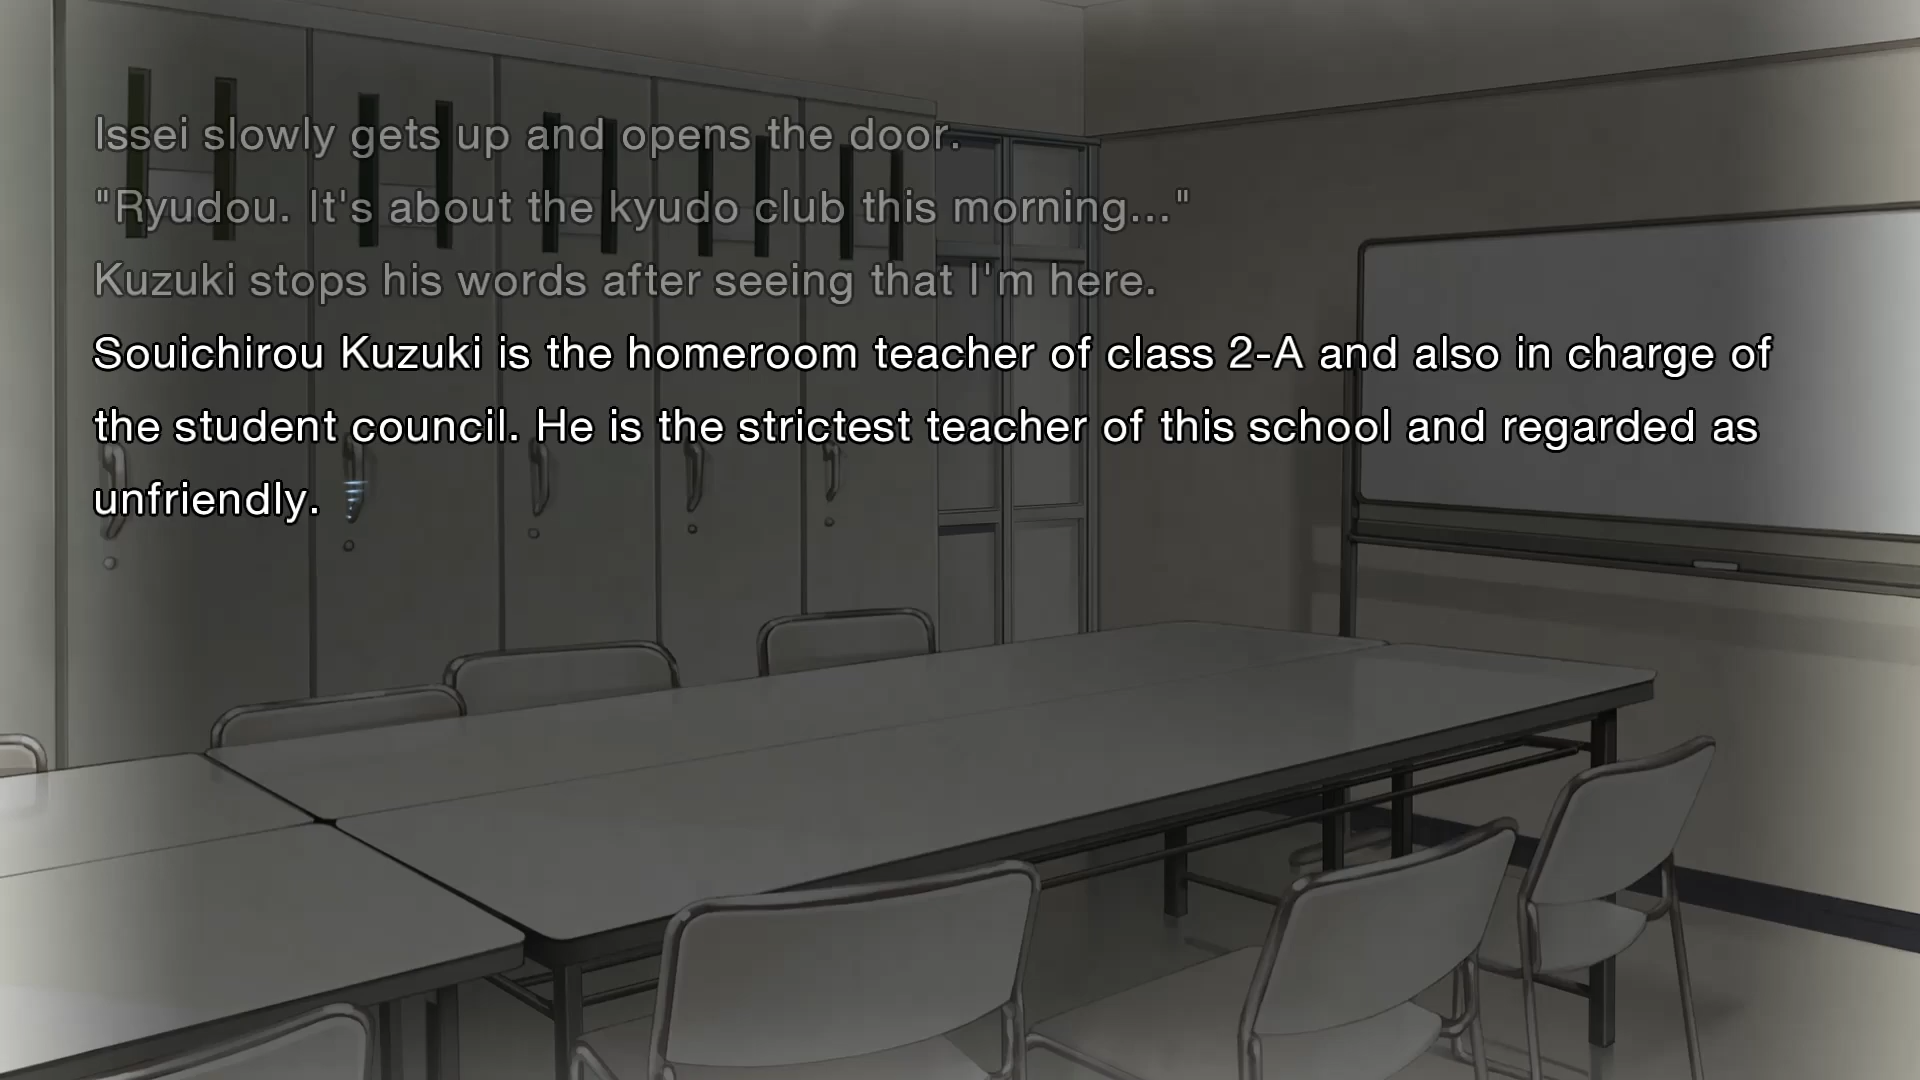 Issei slowly gets up and opens the door.
"Ryudou. It's about the kyudo club this morning..."
Kuzuki stops his words after seeing that I'm here.
Souichirou Kuzuki is the homeroom teacher of class 2-A and also in charge of
the student council. He is the strictest teacher of this school and regarded as
unfriendly.